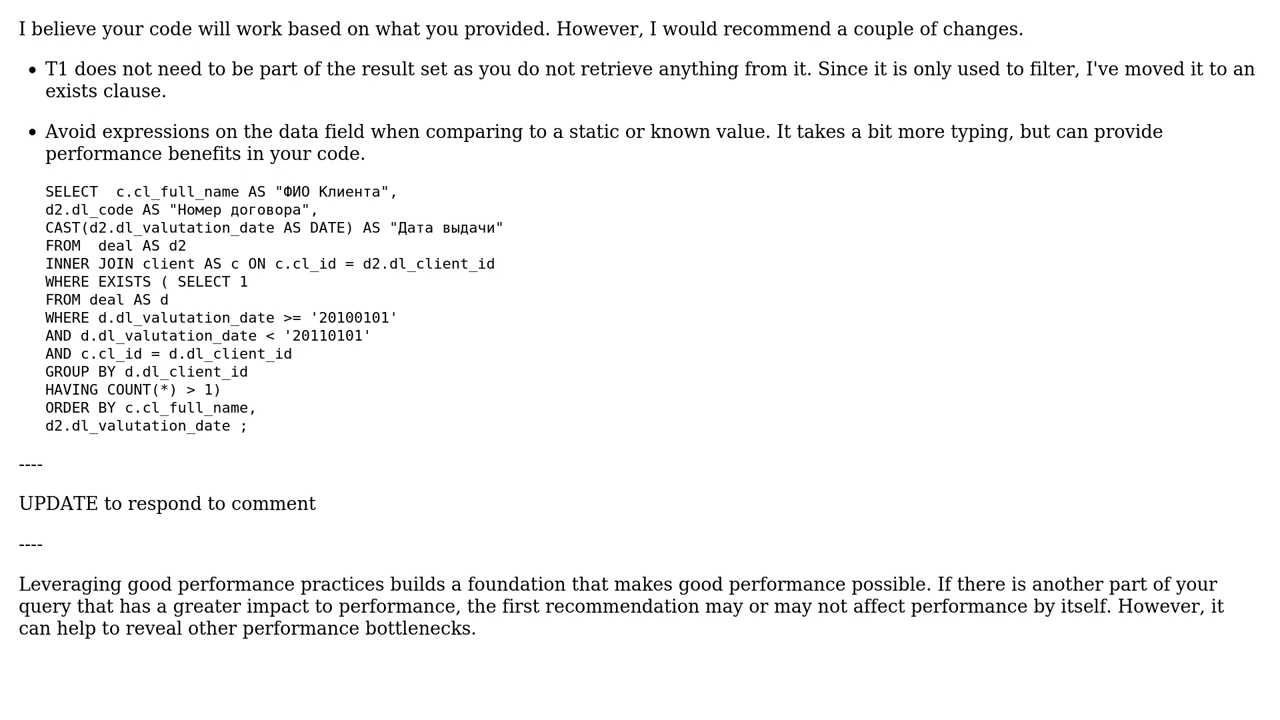 I believe your code will work based on what you provided. However, I would recommend a couple of changes.
• T1 does not need to be part of the result set as you do not retrieve anything from it. Since it is only used to filter, I've moved it to an
exists clause.
• Avoid expressions on the data field when comparing to a static or known value. It takes a bit more typing, but can provide
performance benefits in your code.
SELECT  c.cl_full_name AS "ФИО Клиента",
d2.dl_code AS "Номер договора",
CAST(d2.dl_valutation_date AS DATE) AS "Дата выдачи"
FROM  deal AS d2
INNER JOIN client AS c ON c.cl_id = d2.dl_client_id
WHERE EXISTS ( SELECT 1
FROM deal AS d
WHERE d.dl_valutation_date >= '20100101'
AND d.dl_valutation_date < '20110101'
AND c.cl_id = d.dl_client_id
GROUP BY d.dl_client_id
HAVING COUNT(*) > 1)
ORDER BY c.cl_full_name,
d2.dl_valutation_date ;
----
UPDATE to respond to comment
----
Leveraging good performance practices builds a foundation that makes good performance possible. If there is another part of your
query that has a greater impact to performance, the first recommendation may or may not affect performance by itself. However, it
can help to reveal other performance bottlenecks.